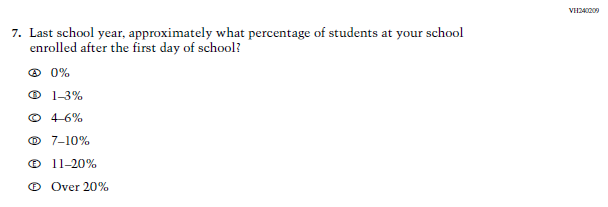 VH240209
7. Last school year, approximately what percentage of students at your school
enrolled after the first day of school?
Ⓐ 0%
Ⓑ 1–3%
Ⓒ 4–6%
Ⓓ 7–10%
Ⓔ 11–20%
Ⓕ Over 20%